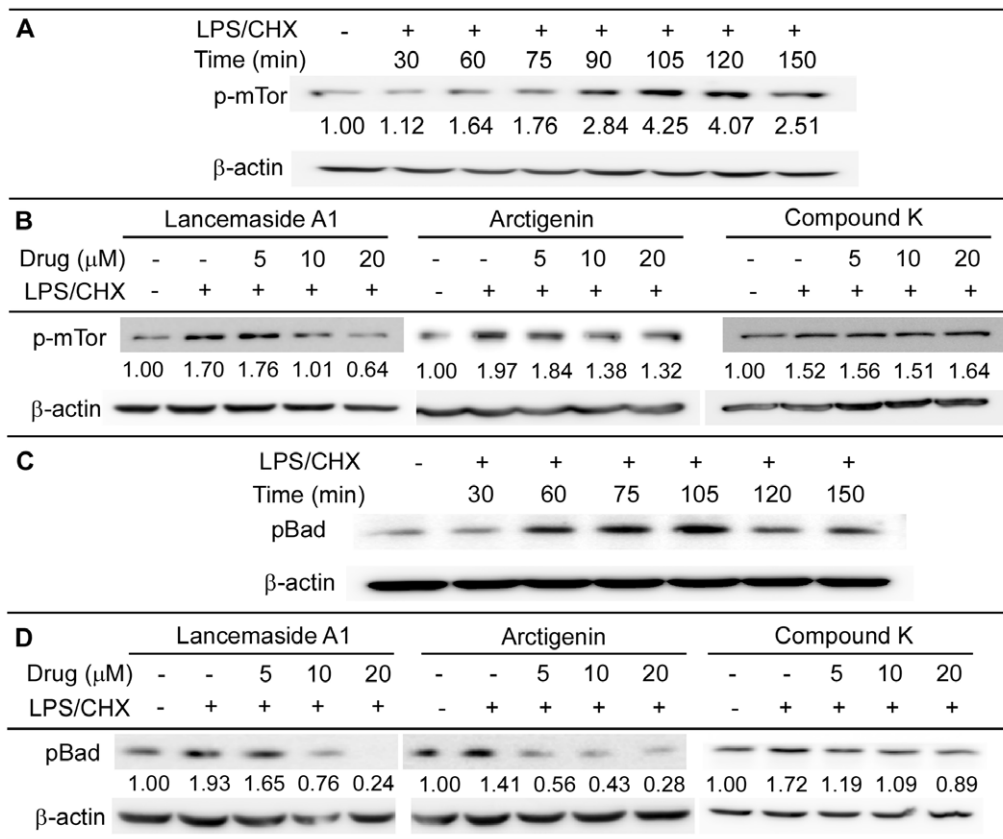 A
LPS/CHX - + + + + + + +
Time (min) 30 60 75 90 105 120 150
p-mTor
1.00 1.12 1.64 1.76 2.84 4.25 4.07 2.51
β-actin
B
Lancemaside A1 Arctigenin Compound K
Drug (μM) - - 5 10 20 - - 5 10 20 - - 5 10 20
LPS/CHX - + + + + - + + + + - + + + +
p-mTor
1.00 1.70 1.76 1.01 0.64 1.00 1.97 1.84 1.38 1.32 1.00 1.52 1.56 1.51 1.64
β-actin
C
LPS/CHX - + + + + + +
Time (min) 30 60 75 105 120 150
pBad
β-actin
D
Lancemaside A1 Arctigenin Compound K
Drug (μM) - - 5 10 20 - - 5 10 20 - - 5 10 20
LPS/CHX - + + + + - + + + + - + + + +
pBad
1.00 1.93 1.65 0.76 0.24 1.00 1.41 0.56 0.43 0.28 1.00 1.72 1.19 1.09 0.89
β-actin